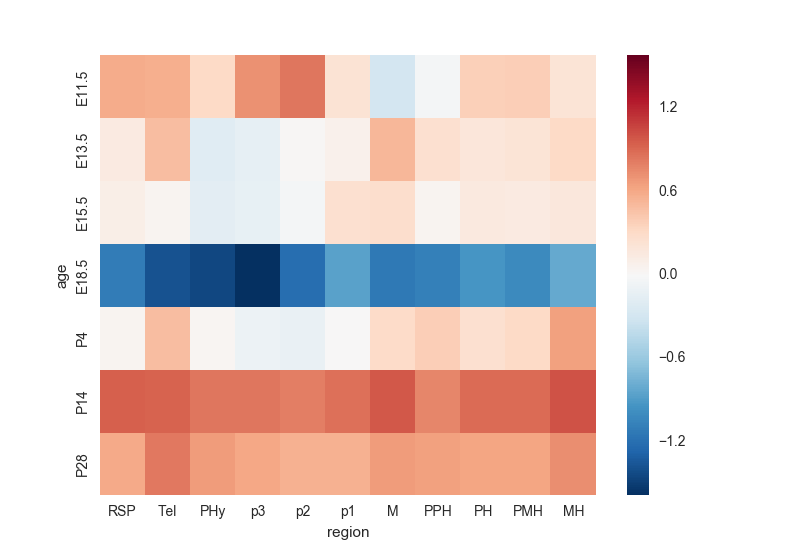 E11.5
E13.5
E15.5
E18.5
P4
P14
P28
age
RSP Tel PHy p3 p2 p1 M PPH PH PMH MH
region
1.2
0.6
0.0
−0.6
−1.2